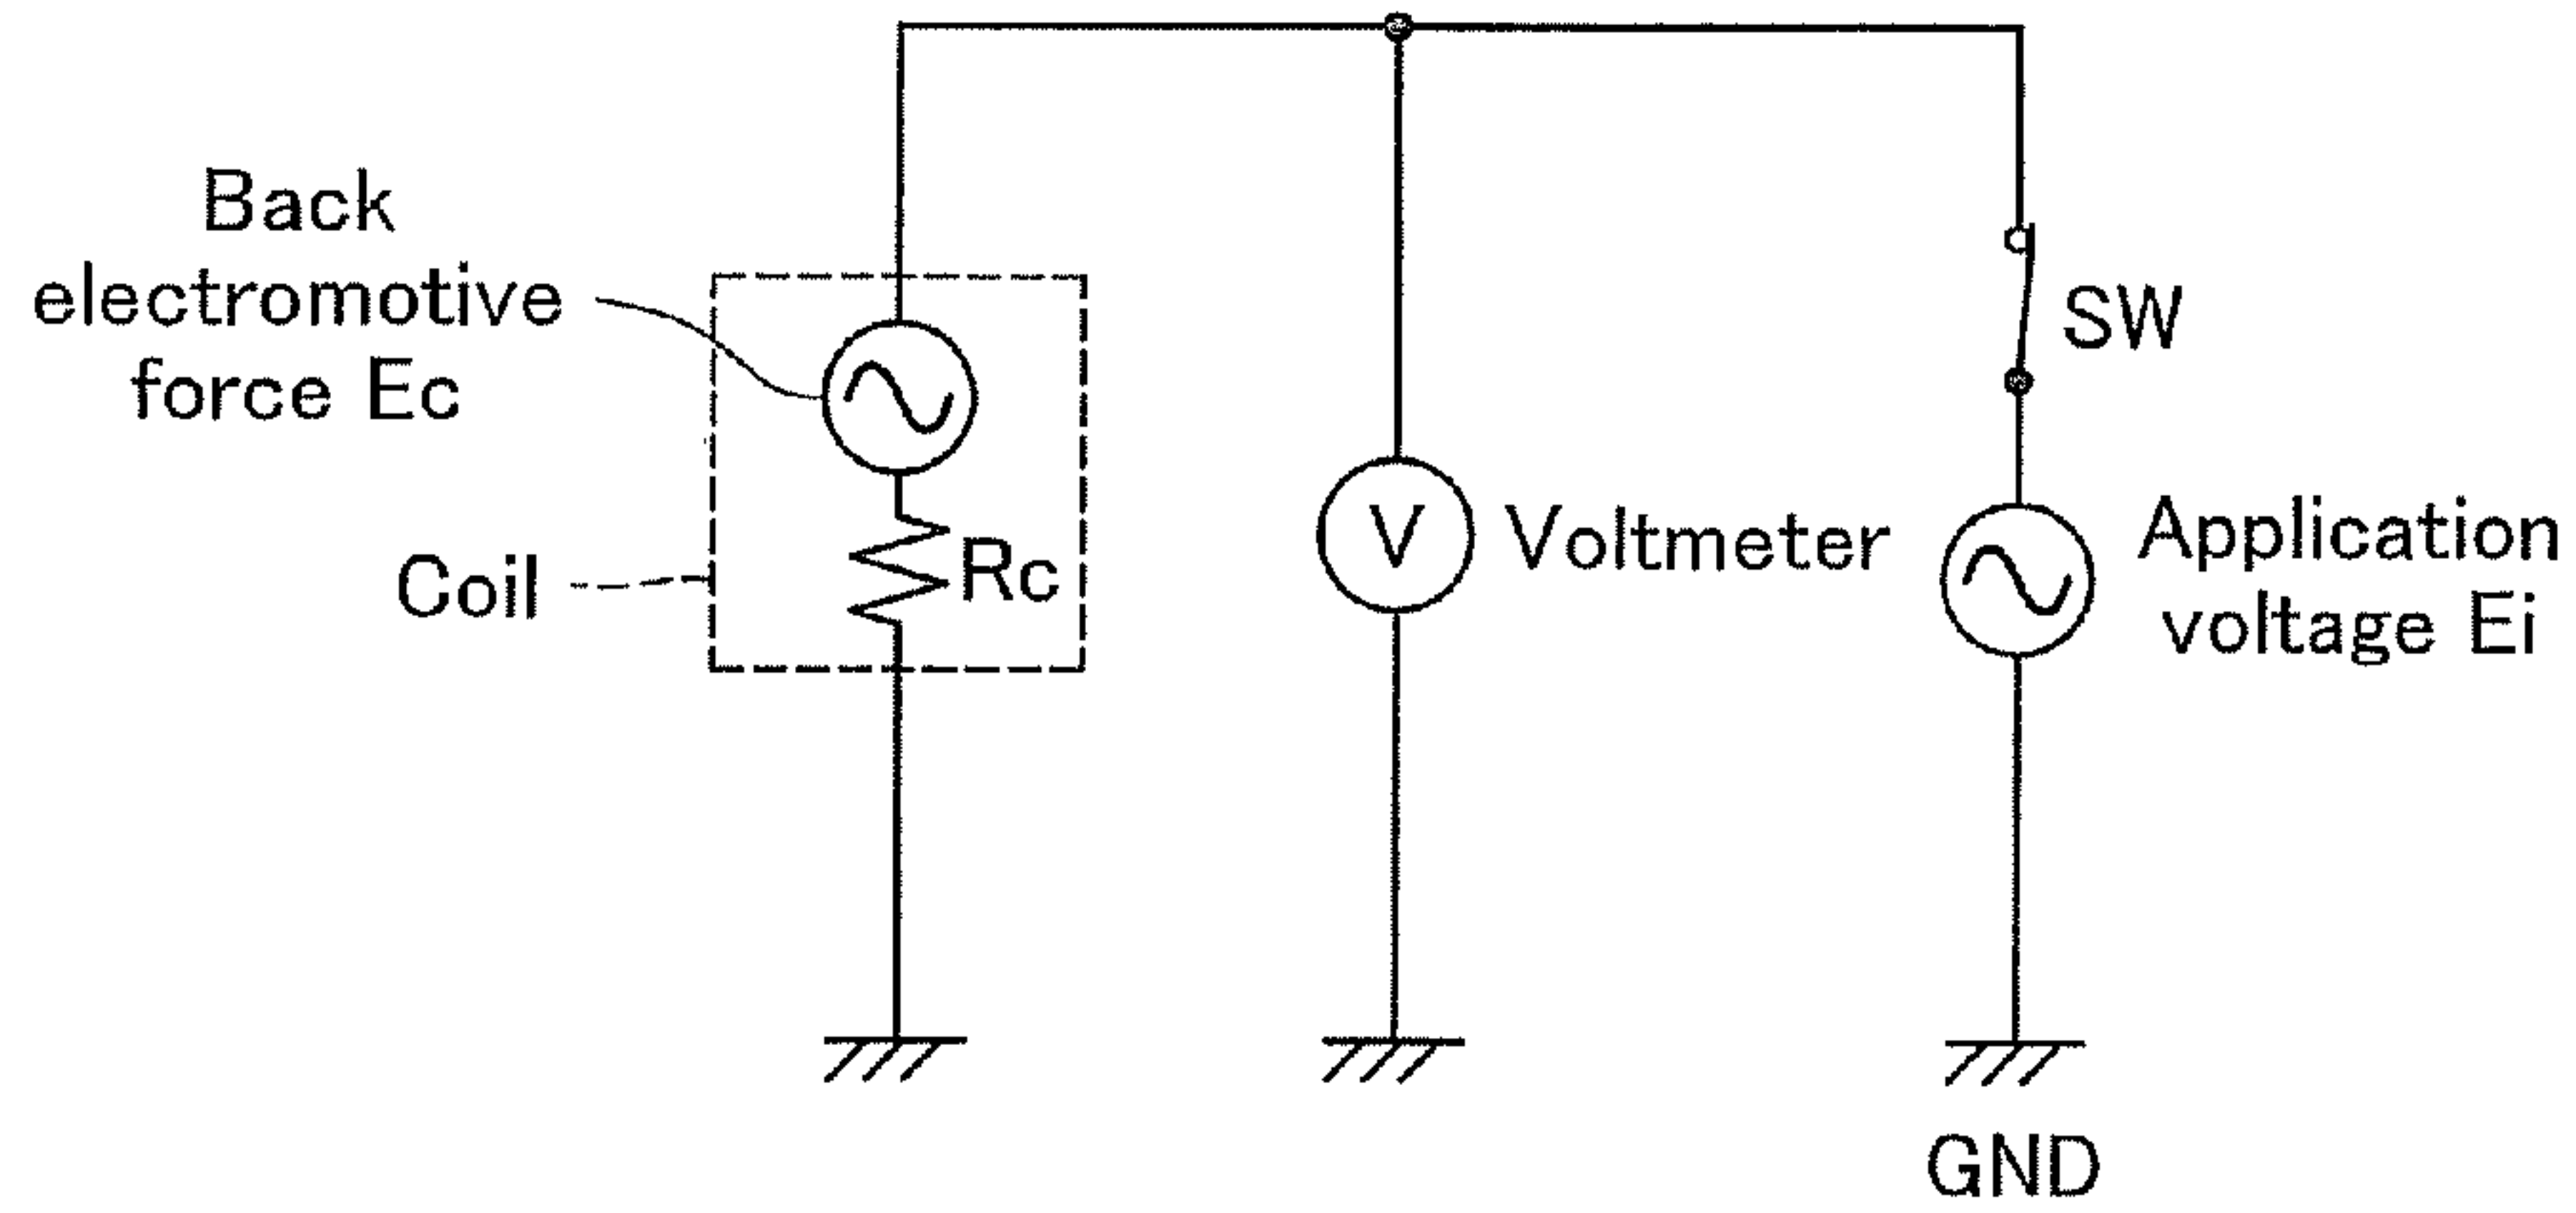 Back
electromotive
force Ec
SW
Coil
Rc
V
Voltmeter
Application
voltage Ei
GND